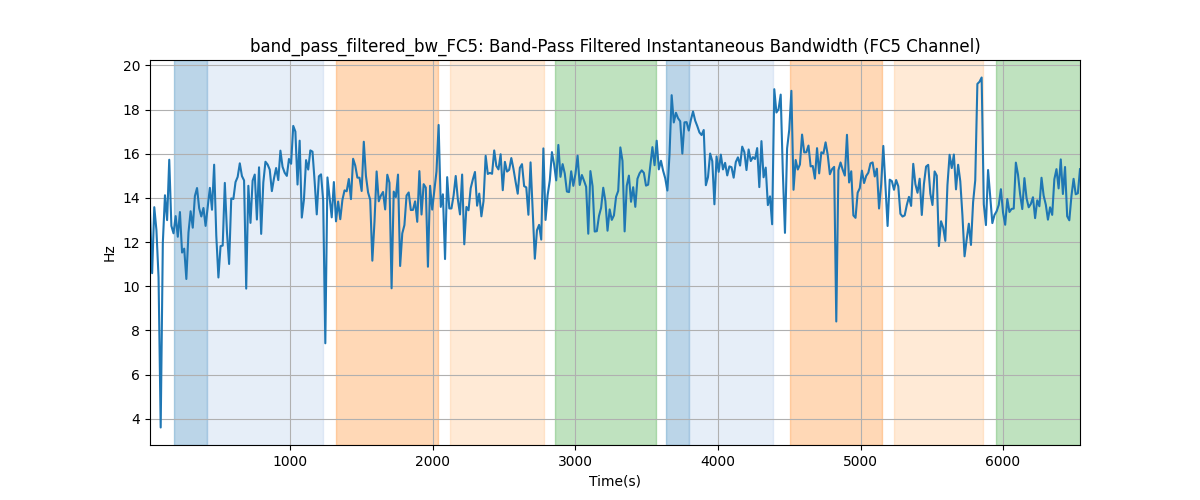 band_pass_filtered_bw_FC5: Band-Pass Filtered Instantaneous Bandwidth (FC5 Channel)
20
18
16
14
12
10
8
6
4
Hz
1000 2000 3000 4000 5000 6000
Time(s)